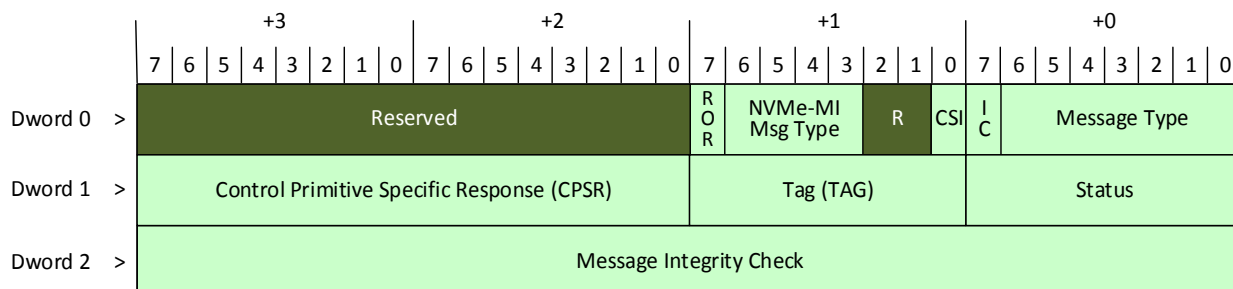 +3 +2 +1 +0
7 6 5 4 3 2 1 0 7 6 5 4 3 2 1 0 7 6 5 4 3 2 1 0 7 6 5 4 3 2 1 0
Dword 0 > Reserved ROR NVMe-MI Msg Type R CSI IC Message Type
Dword 1 > Control Primitive Specific Response (CPSR) Tag (TAG) Status
Dword 2 > Message Integrity Check